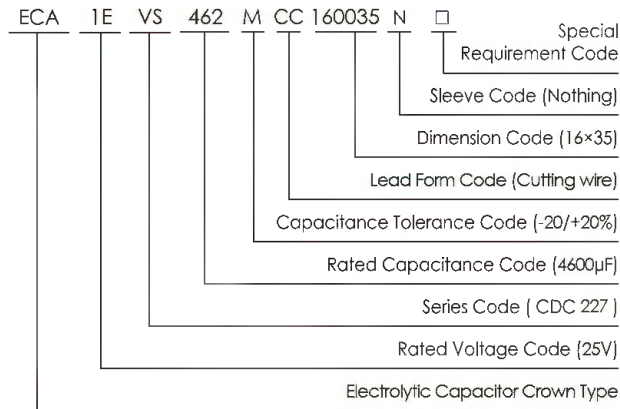 ECA 1E VS 462 M CC 160035 N □
Special
Requirement Code
Sleeve Code (Nothing)
Dimension Code (16×35)
Lead Form Code (Cutting wire)
Capacitance Tolerance Code (-20/+20%)
Rated Capacitance Code (4600μF)
Series Code ( CDC 227 )
Rated Voltage Code (25V)
Electrolytic Capacitor Crown Type